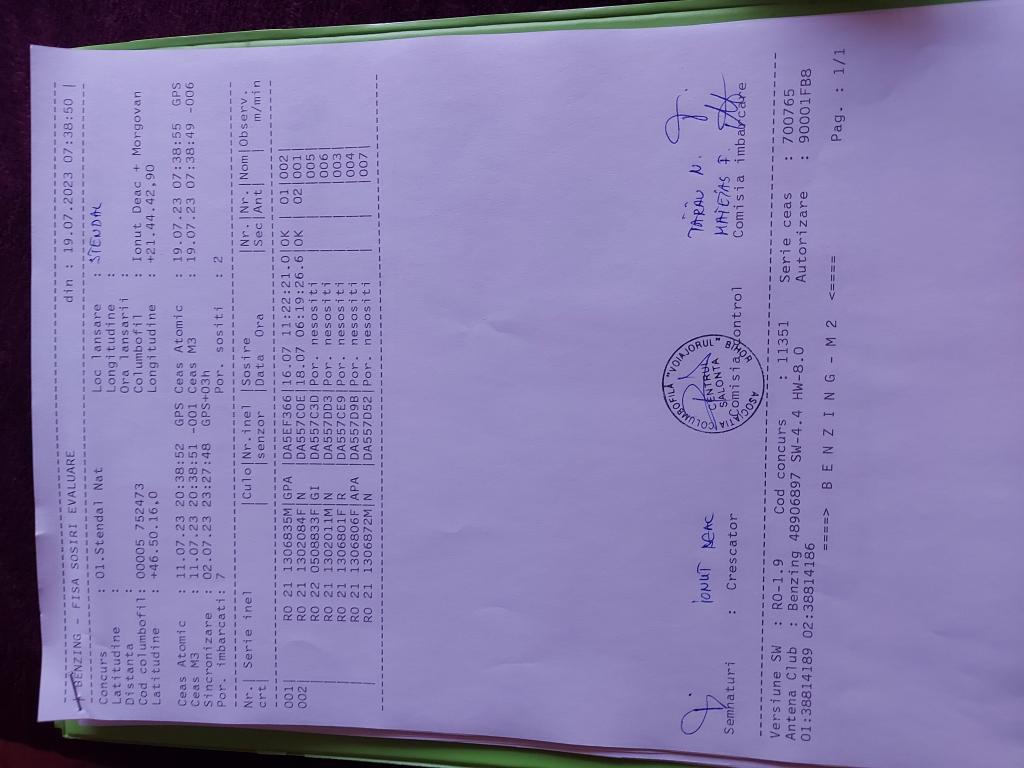 BENZING - FISA SOSIRI EVALUARE din : 19.07.2023 07:38:50 |
Concurs : 01.Stendal Nat Loc lansare : STENDAL
Latitudine : Longitudine :
Distanta : Ora lansarii :
Cod columbofil: 00005 752473 Columbofil : Ionut Deac + Morgovan
Latitudine : +46.50.16,0 Longitudine : +21.44.42,90
Ceas Atomic : 11.07.23 20:38:52 GPS Ceas Atomic : 19.07.23 07:38:55 GPS
Ceas M3 : 11.07.23 20:38:51 -001 Ceas M3 : 19.07.23 07:38:49 -006
Sincronizare : 02.07.23 23:27:48 GPS+03h
Por. imbarcati: 7 Por. sositi : 2
Nr.| Serie inel |Culo|Nr.inel |Sosire |Nr.|Nr.|Nom|Observ.
crt| | |senzor |Data Ora |Sec|Ant| | m/min
001| RO 21 1306835M|GPA |DA5EF366|16.07 11:22:21.0|OK | 01|002|
002| RO 21 1302084F|N |DA557C0E|18.07 06:19:26.6|OK | 02|001|
| RO 22 0508833F|GI |DA557C3D|Por. nesositi | | |005|
| RO 21 1302011M|N |DA557DD3|Por. nesositi | | |006|
| RO 21 1306801F|R |DA557CE9|Por. nesositi | | |003|
| RO 21 1306806F|APA |DA557D9B|Por. nesositi | | |004|
| RO 21 1306872M|N |DA557D52|Por. nesositi | | |007|
IONUT DEAC
TĂRĂU N.
MATEIAS F.
Semnaturi : Crescator Comisia control Comisia imbarcare
ASOCIATIA COLUMBOFILĂ "VOIAJORUL" BIHOR
CENTRUL
SALONTA
Versiune SW : RO-1.9 Cod concurs : 11351 Serie ceas : 700765
Antena Club : Benzing 48906897 SW-4.4 HW-8.0 Autorizare : 90001FB8
01:38814189 02:38814186
====> B E N Z I N G - M 2 <====
Pag. : 1/1